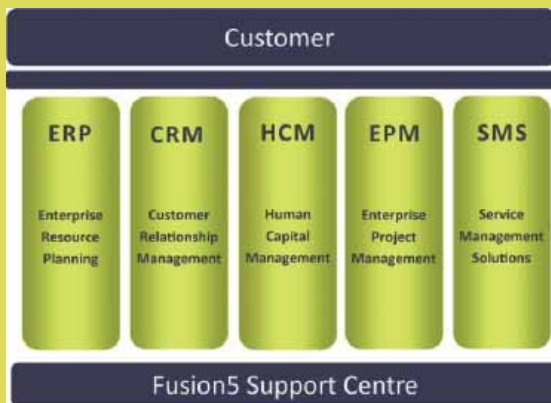 Customer
ERP
Enterprise
Resource
Planning
CRM
Customer
Relationship
Management
HCM
Human
Capital
Management
EPM
Enterprise
Project
Management
SMS
Service
Management
Solutions
Fusion5 Support Centre